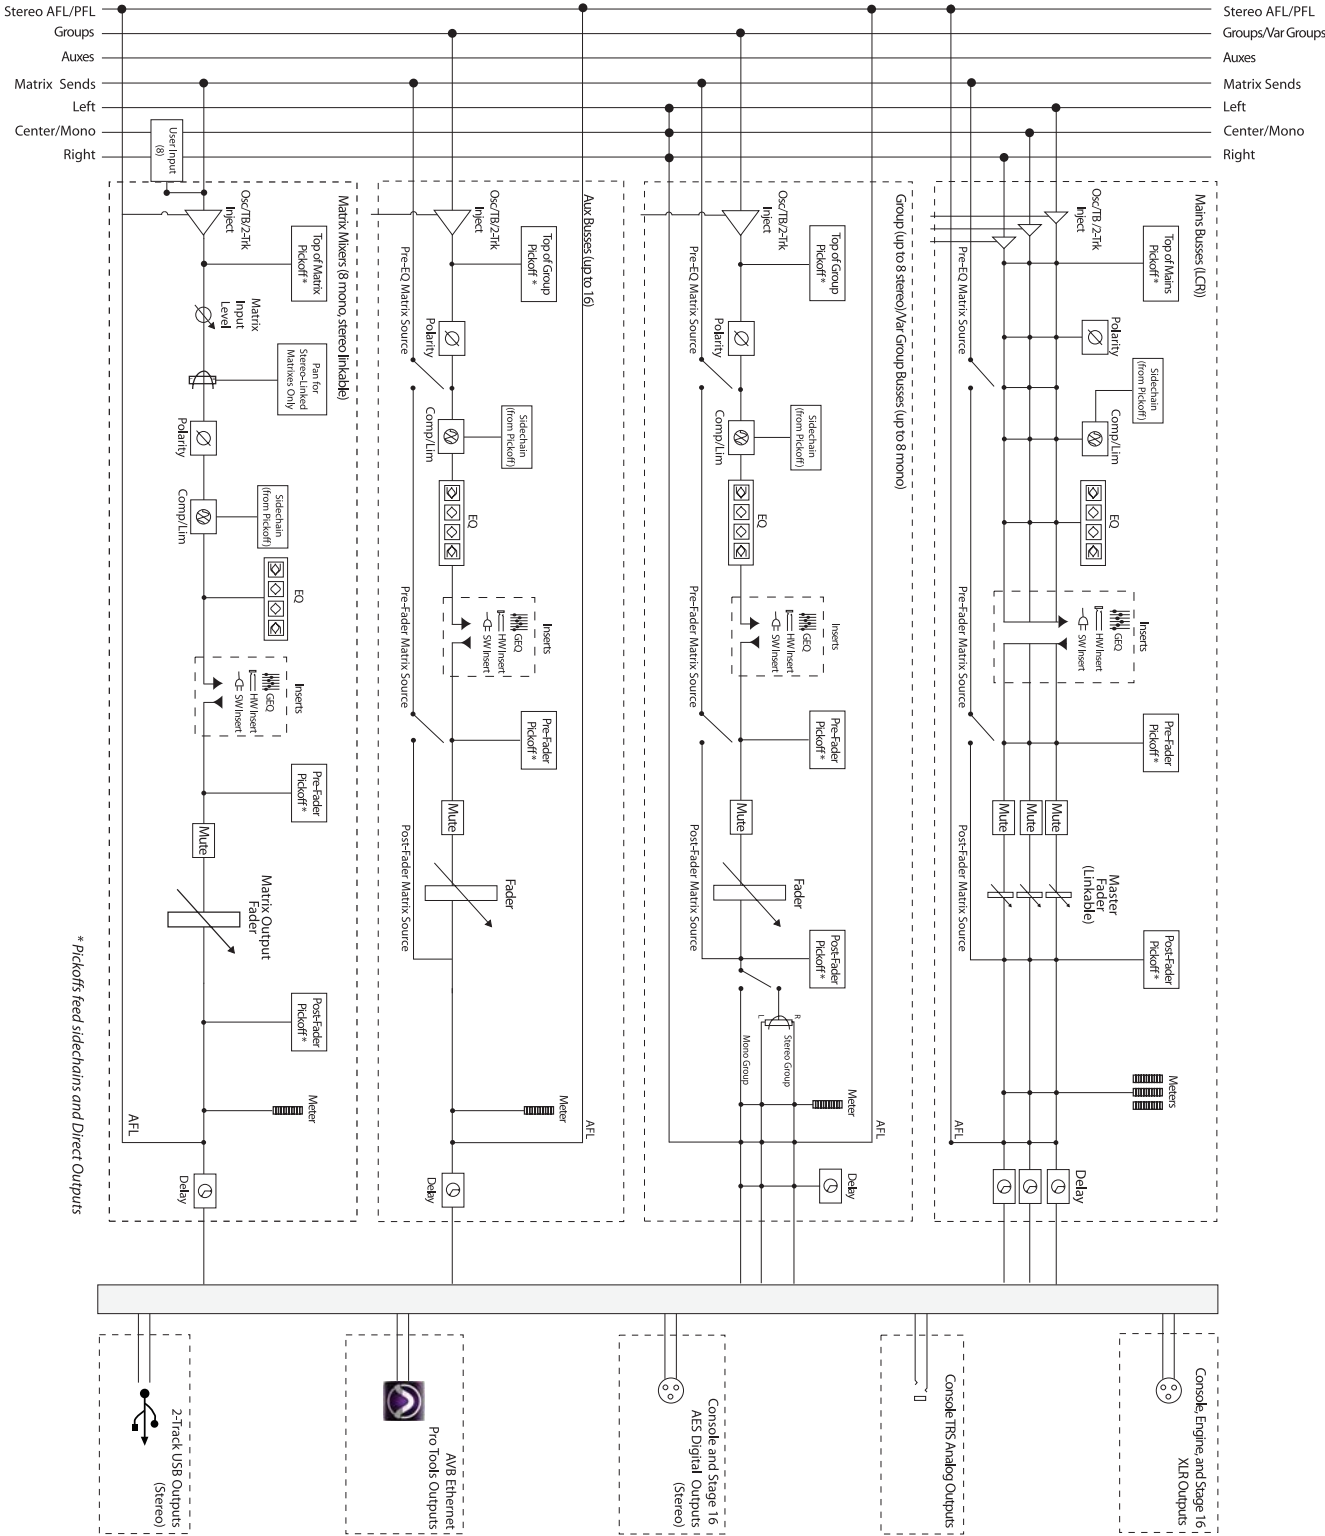 Stereo AFL/PFL
Groups
Auxes
Matrix Sends
Left
Center/Mono
Right
Stereo AFL/PFL
Groups/Var Groups
Auxes
Matrix Sends
Left
Center/Mono
Right
User Input
(8)
Matrix Mixers (8 mono, stereo linkable)
Osc/TB/2-Trk
Inject
Top of Matrix
Pickoff*
Matrix
Input
Level
Pan for
Stereo-Linked
Matrixes Only
Polarity
Comp/Lim
Sidechain
(from Pickoff)
EQ
Inserts
GEQ
HW Insert
SW Insert
Pre-Fader
Pickoff*
Mute
Matrix Output
Fader
Post-Fader
Pickoff*
Meter
AFL
Delay
Aux Busses (up to 16)
Osc/TB/2-Trk
Inject
Top of Group
Pickoff *
Pre-EQ Matrix Source
Polarity
Comp/Lim
Sidechain
(from Pickoff)
EQ
Pre-Fader Matrix Source
Inserts
GEQ
HW Insert
SW Insert
Pre-Fader
Pickoff *
Mute
Post-Fader Matrix Source
Fader
Meter
AFL
Delay
Group (up to 8 stereo)/Var Group Busses (up to 8 mono)
Osc/TB/2-Trk
Inject
Top of Group
Pickoff *
Pre-EQ Matrix Source
Polarity
Comp/Lim
Sidechain
(from Pickoff)
EQ
Pre-Fader Matrix Source
Inserts
GEQ
HW Insert
SW Insert
Pre-Fader
Pickoff *
Mute
Post-Fader Matrix Source
Fader
Post-Fader
Pickoff *
L
R
Mono Group
Stereo Group
Meter
AFL
Delay
Mains Busses (LCR))
Osc/TB /2-Trk
Inject
Top of Mains
Pickoff *
Pre-EQ Matrix Source
Polarity
Sidechain
(from Pickoff)
Comp/Lim
EQ
Pre-Fader Matrix Source
Inserts
GEQ
HW Insert
SW Insert
Pre-Fader
Pickoff *
Mute
Mute
Mute
Post-Fader Matrix Source
Master
Fader
(Linkable)
Post-Fader
Pickoff *
Meters
AFL
Delay
* Pickoffs feed sidechains and Direct Outputs
2-Track USB Outputs
(Stereo)
AVB Ethernet
Pro Tools Outputs
Console and Stage 16
AES Digital Outputs
(Stereo)
Console TRS Analog Outputs
Console, Engine, and Stage 16
XLR Outputs